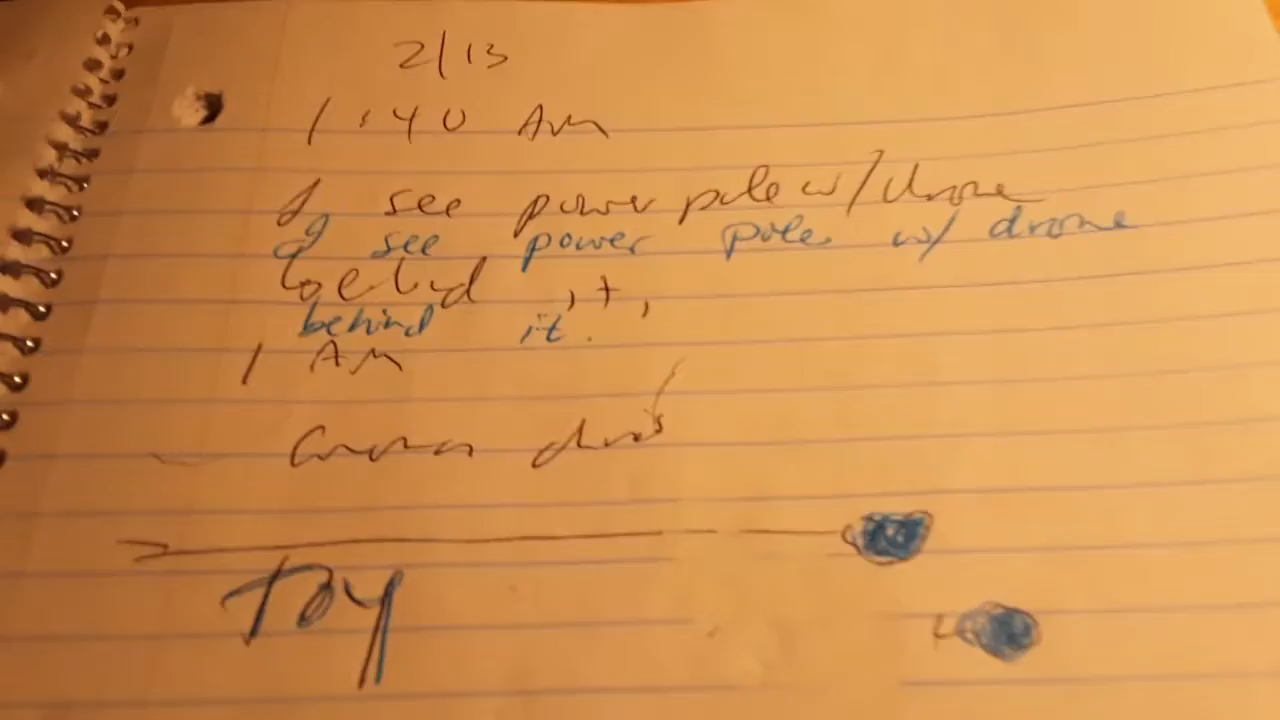 2/13
1:40 AM
I see power pole w/ drone
I see power pole w/ drone
behind it,
behind it.
1 AM